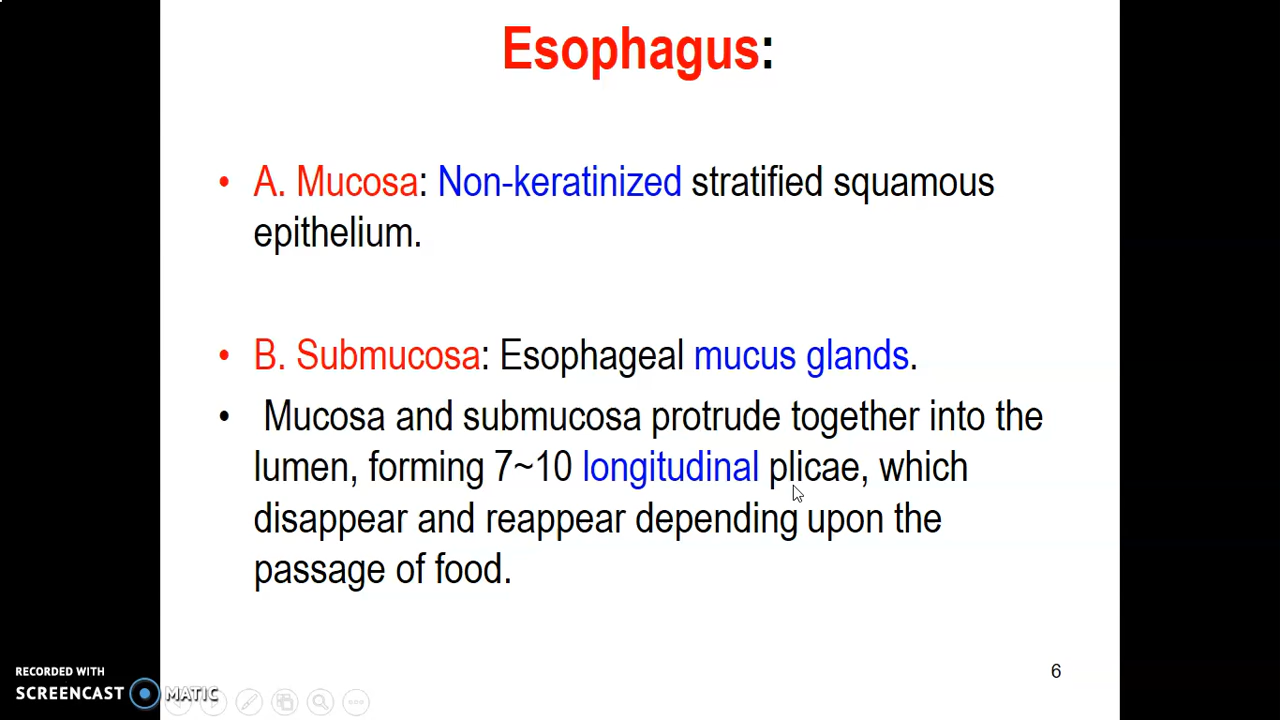 Esophagus:
• A. Mucosa: Non-keratinized stratified squamous
epithelium.
• B. Submucosa: Esophageal mucus glands.
• Mucosa and submucosa protrude together into the
lumen, forming 7~10 longitudinal plicae, which
disappear and reappear depending upon the
passage of food.
6
RECORDED WITH
SCREENCAST MATIC